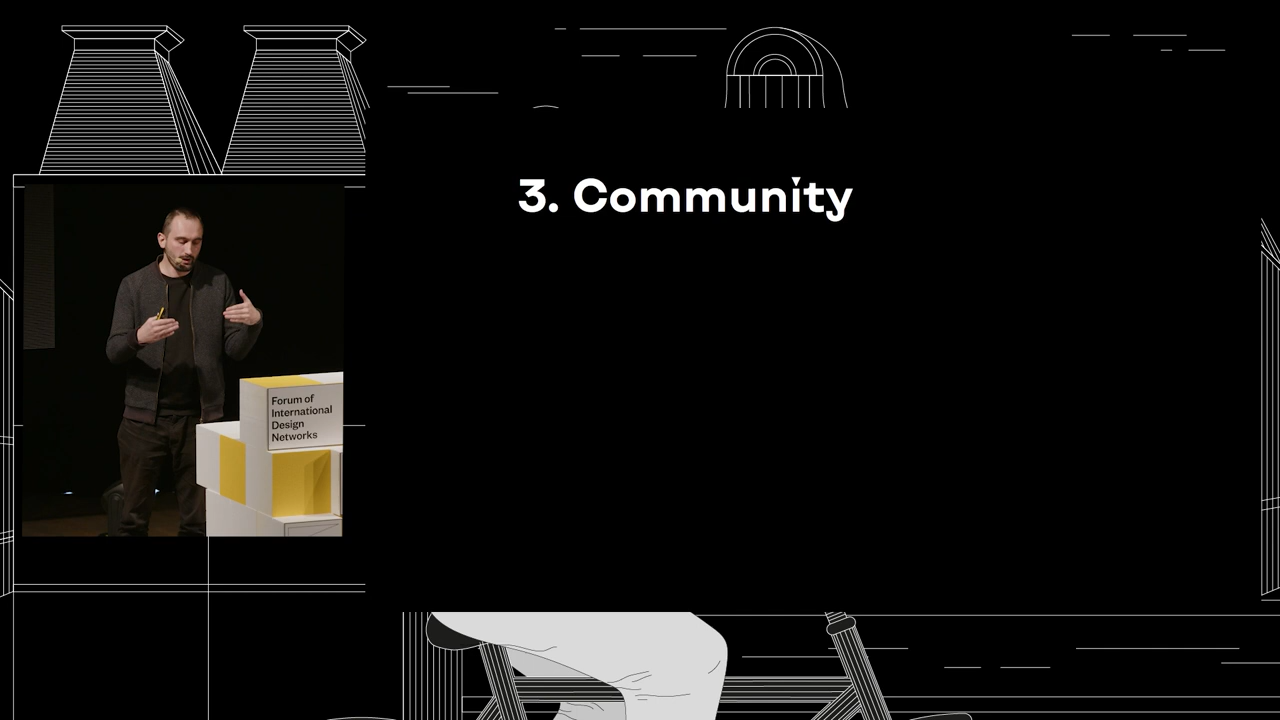 3. Community
Forum of
International
Design
Networks